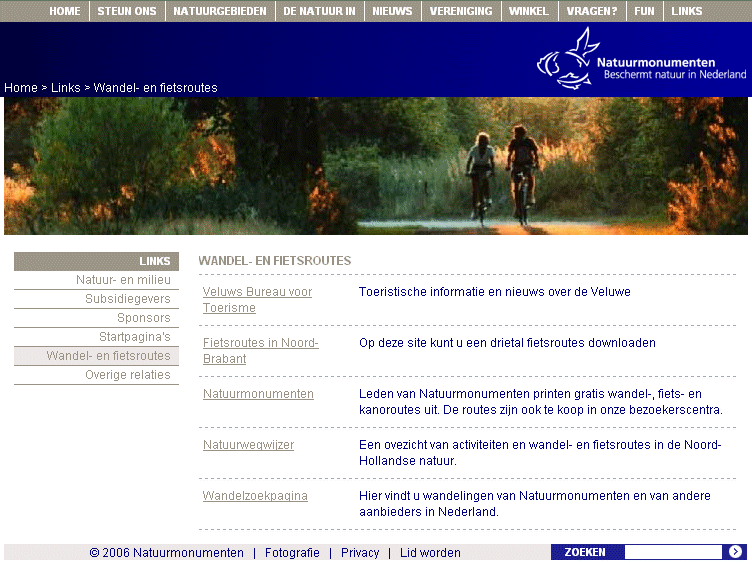 HOME STEUN ONS NATUURGEBIEDEN DE NATUUR IN NIEUWS VERENIGING WINKEL VRAGEN? FUN LINKS
Natuurmonumenten
Beschermt natuur in Nederland
Home > Links > Wandel- en fietsroutes
LINKS
Natuur- en milieu
Subsidiegevers
Sponsors
Startpagina's
Wandel- en fietsroutes
Overige relaties
WANDEL- EN FIETSROUTES
Veluws Bureau voor
Toerisme
Toeristische informatie en nieuws over de Veluwe
Fietsroutes in Noord-
Brabant
Op deze site kunt u een drietal fietsroutes downloaden
Natuurmonumenten
Leden van Natuurmonumenten printen gratis wandel-, fiets- en
kanoroutes uit. De routes zijn ook te koop in onze bezoekerscentra.
Natuurwegwijzer
Een ovezicht van activiteiten en wandel- en fietsroutes in de Noord-
Hollandse natuur.
Wandelzoekpagina
Hier vindt u wandelingen van Natuurmonumenten en van andere
aanbieders in Nederland.
© 2006 Natuurmonumenten | Fotografie | Privacy | Lid worden
ZOEKEN